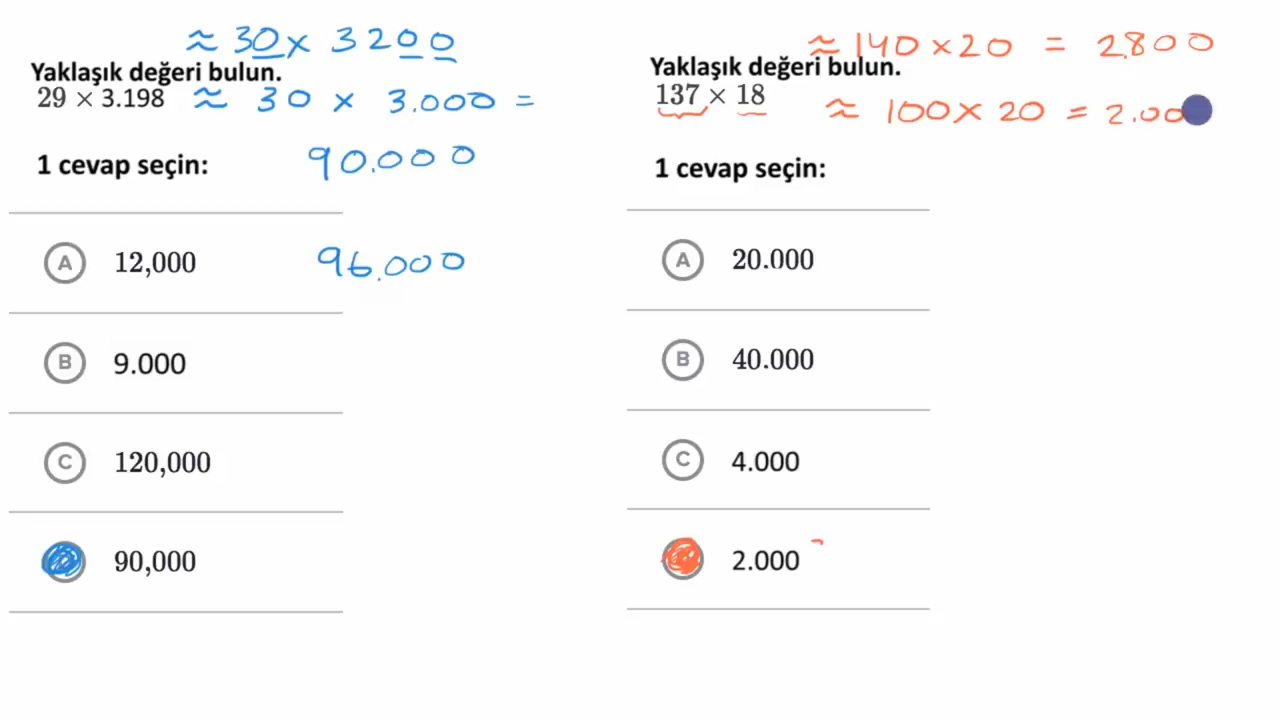 ≈ 30 × 3200
Yaklaşık değeri bulun.
29 × 3.198 ≈ 30 × 3.000 =
90.000
1 cevap seçin:
A 12,000
96.000
B 9.000
C 120,000
90,000
≈ 140 × 20 = 2.800
Yaklaşık değeri bulun.
137 × 18 ≈ 100 × 20 = 2.00
1 cevap seçin:
A 20.000
B 40.000
C 4.000
2.000